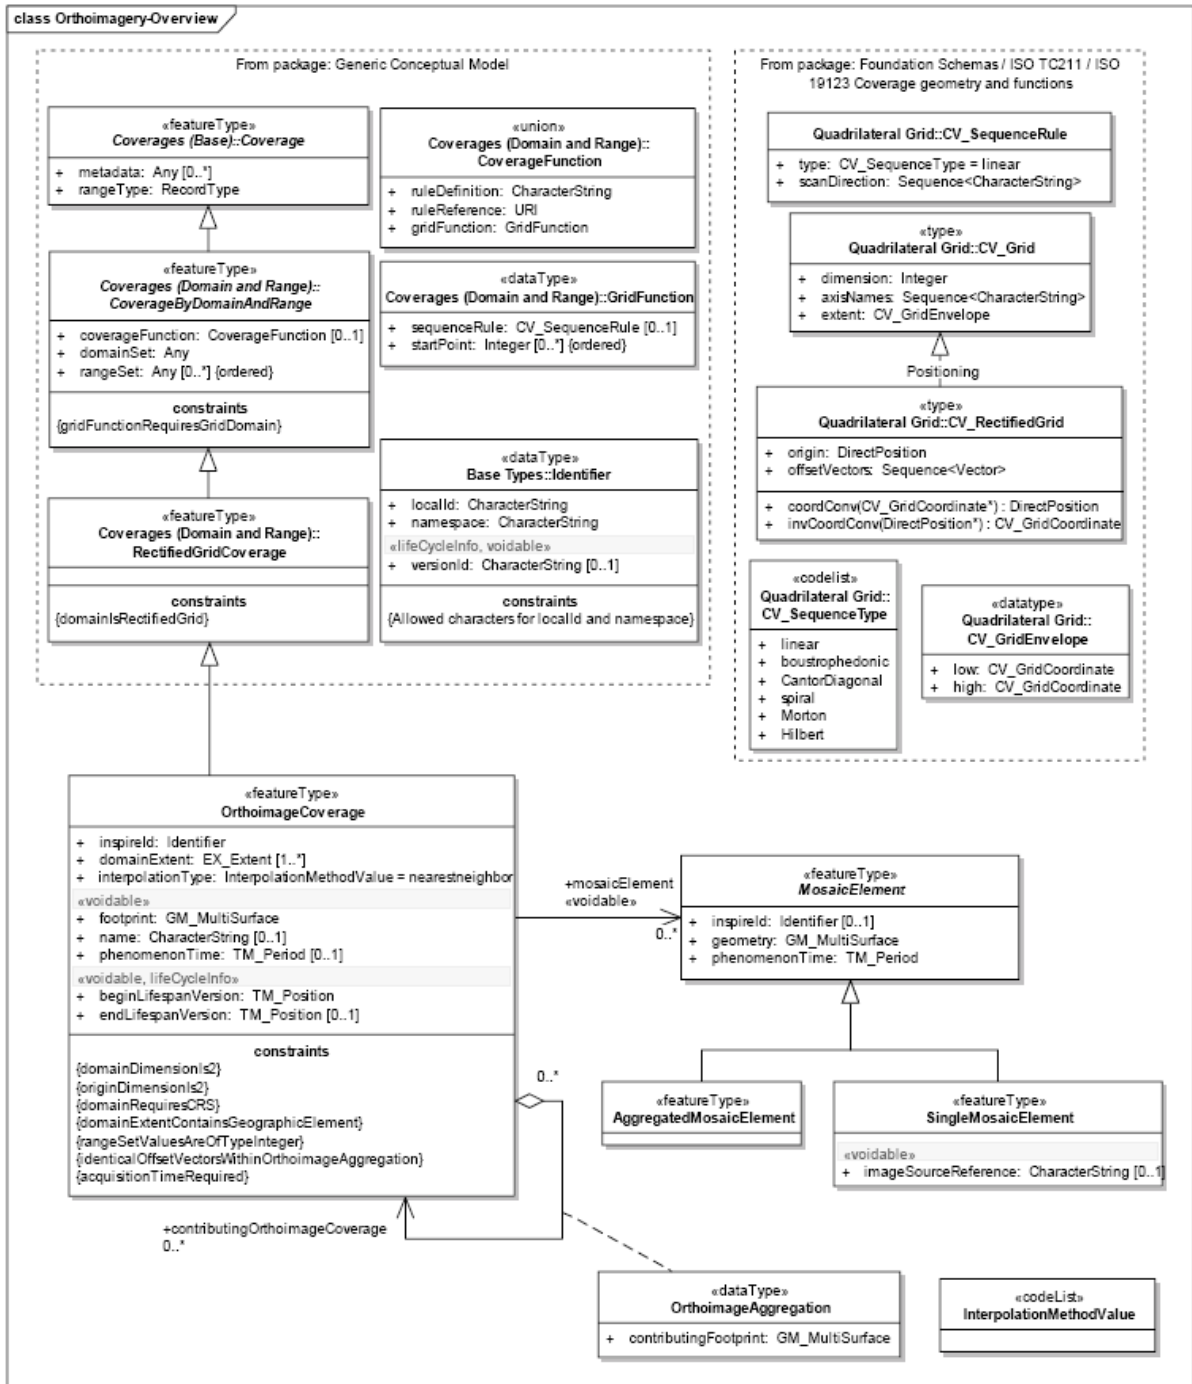 class Orthoimagery-Overview
From package: Generic Conceptual Model
«featureType»
Coverages (Base)::Coverage
+ metadata: Any [0..*]
+ rangeType: RecordType
«union»
Coverages (Domain and Range)::
CoverageFunction
+ ruleDefinition: CharacterString
+ ruleReference: URI
+ gridFunction: GridFunction
«featureType»
Coverages (Domain and Range)::
CoverageByDomainAndRange
+ coverageFunction: CoverageFunction [0..1]
+ domainSet: Any
+ rangeSet: Any [0..*] {ordered}
constraints
{gridFunctionRequiresGridDomain}
«dataType»
Coverages (Domain and Range)::GridFunction
+ sequenceRule: CV_SequenceRule [0..1]
+ startPoint: Integer [0..*] {ordered}
«featureType»
Coverages (Domain and Range)::
RectifiedGridCoverage
constraints
{domainIsRectifiedGrid}
«dataType»
Base Types::Identifier
+ localId: CharacterString
+ namespace: CharacterString
«lifeCycleInfo, voidable»
+ versionId: CharacterString [0..1]
constraints
{Allowed characters for localId and namespace}
From package: Foundation Schemas / ISO TC211 / ISO
19123 Coverage geometry and functions
Quadrilateral Grid::CV_SequenceRule
+ type: CV_SequenceType = linear
+ scanDirection: Sequence<CharacterString>
«type»
Quadrilateral Grid::CV_Grid
+ dimension: Integer
+ axisNames: Sequence<CharacterString>
+ extent: CV_GridEnvelope
Positioning
«type»
Quadrilateral Grid::CV_RectifiedGrid
+ origin: DirectPosition
+ offsetVectors: Sequence<Vector>
+ coordConv(CV_GridCoordinate*) : DirectPosition
+ invCoordConv(DirectPosition*) : CV_GridCoordinate
«codelist»
Quadrilateral Grid::
CV_SequenceType
+ linear
+ boustrophedonic
+ CantorDiagonal
+ spiral
+ Morton
+ Hilbert
«datatype»
Quadrilateral Grid::
CV_GridEnvelope
+ low: CV_GridCoordinate
+ high: CV_GridCoordinate
«featureType»
OrthoimageCoverage
+ inspireId: Identifier
+ domainExtent: EX_Extent [1..*]
+ interpolationType: InterpolationMethodValue = nearestneighbor
«voidable»
+ footprint: GM_MultiSurface
+ name: CharacterString [0..1]
+ phenomenonTime: TM_Period [0..1]
«voidable, lifeCycleInfo»
+ beginLifespanVersion: TM_Position
+ endLifespanVersion: TM_Position [0..1]
constraints
{domainDimensionIs2}
{originDimensionIs2}
{domainRequiresCRS}
{domainExtentContainsGeographicElement}
{rangeSetValuesAreOfTypeInteger}
{identicalOffsetVectorsWithinOrthoimageAggregation}
{acquisitionTimeRequired}
+mosaicElement
«voidable»
0..*
«featureType»
MosaicElement
+ inspireId: Identifier [0..1]
+ geometry: GM_MultiSurface
+ phenomenonTime: TM_Period
0..*
«featureType»
AggregatedMosaicElement
«featureType»
SingleMosaicElement
«voidable»
+ imageSourceReference: CharacterString [0..1]
+contributingOrthoimageCoverage
0..*
«dataType»
OrthoimageAggregation
+ contributingFootprint: GM_MultiSurface
«codeList»
InterpolationMethodValue